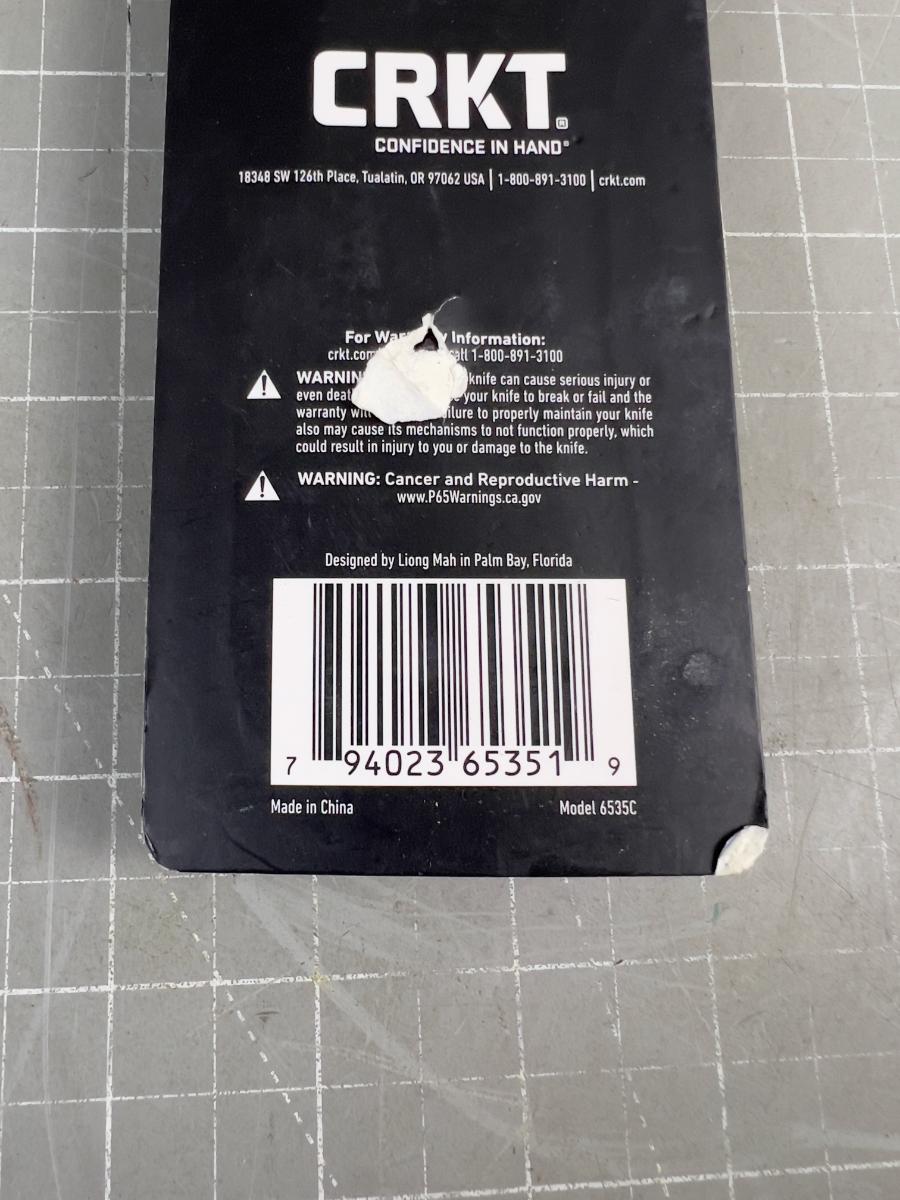 CRKT®
CONFIDENCE IN HAND®
18348 SW 126th Place, Tualatin, OR 97062 USA | 1-800-891-3100 | crkt.com
For Information:
crkt.com 1-800-891-3100
WARNING knife can cause serious injury or
even death your knife to break or fail and the
warranty to properly maintain your knife
also may cause its mechanisms to not function properly, which
could result in injury to you or damage to the knife.
WARNING: Cancer and Reproductive Harm -
www.P65Warnings.ca.gov
Designed by Liong Mah in Palm Bay, Florida
7 94023 65351 9
Made in China Model 6535C